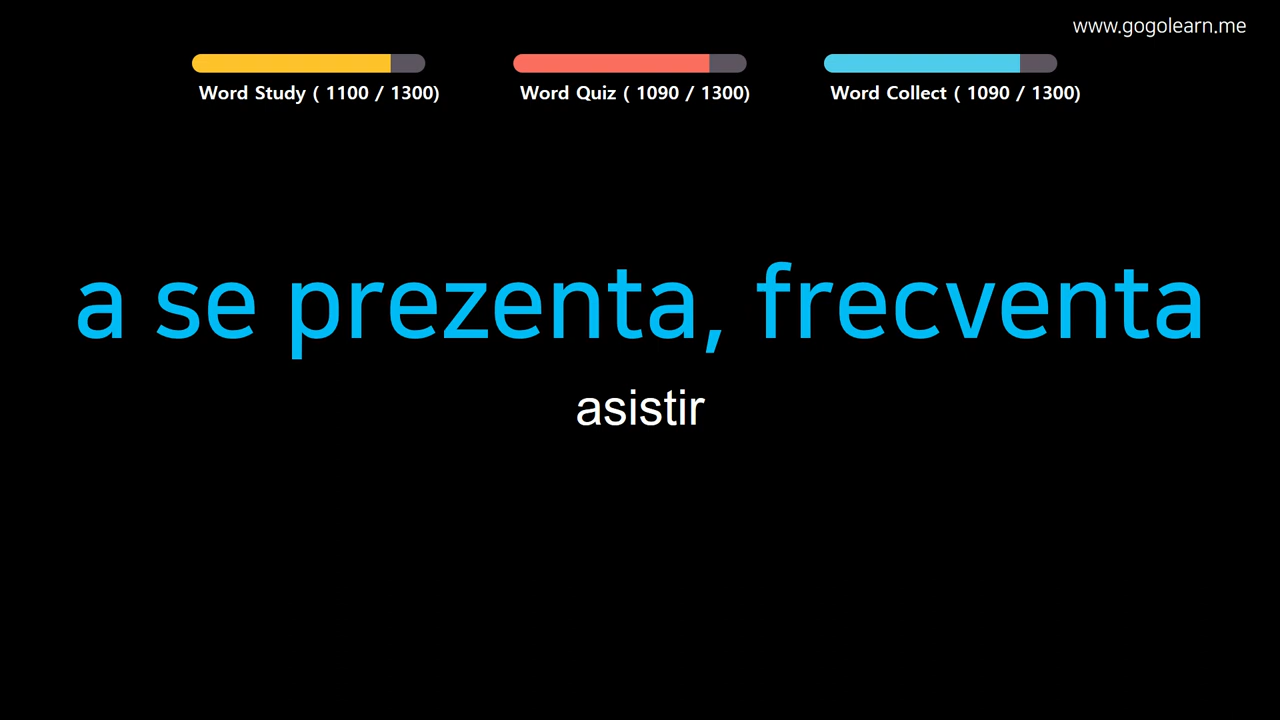 www.gogolearn.me
Word Study ( 1100 / 1300)
Word Quiz ( 1090 / 1300)
Word Collect ( 1090 / 1300)
a se prezenta, frecventa
asistir